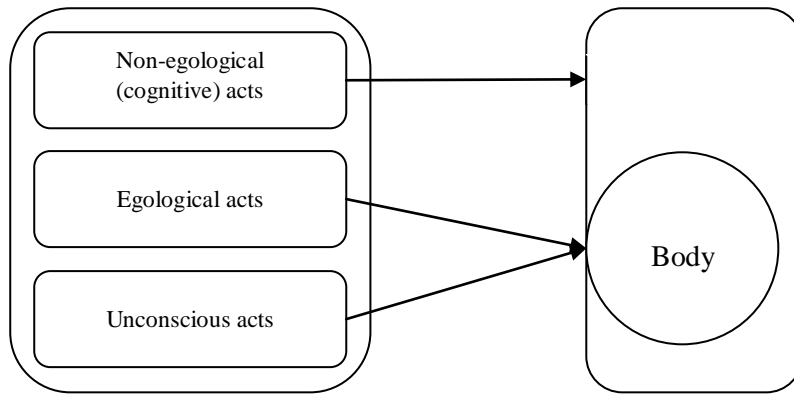 Non-egological
(cognitive) acts
Egological acts
Unconscious acts
Body